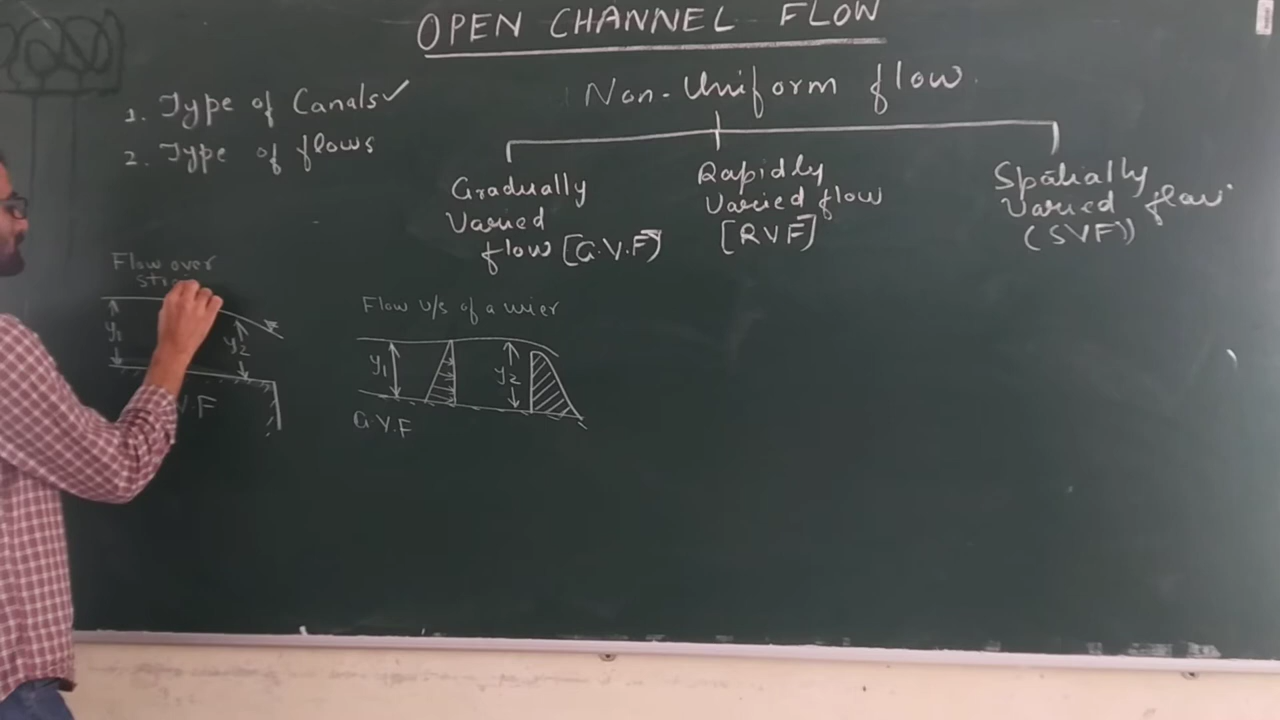 OPEN CHANNEL FLOW
1. Type of Canals ✓
2. Type of flows
Non-Uniform flow
Gradually
Varied
flow [G.V.F]
Rapidly
Varied flow
[RVF]
Spatially
Varied flow
(SVF)
Flow over
y1
y2
V.F
Flow U/s of a wier
y1
y2
G.V.F